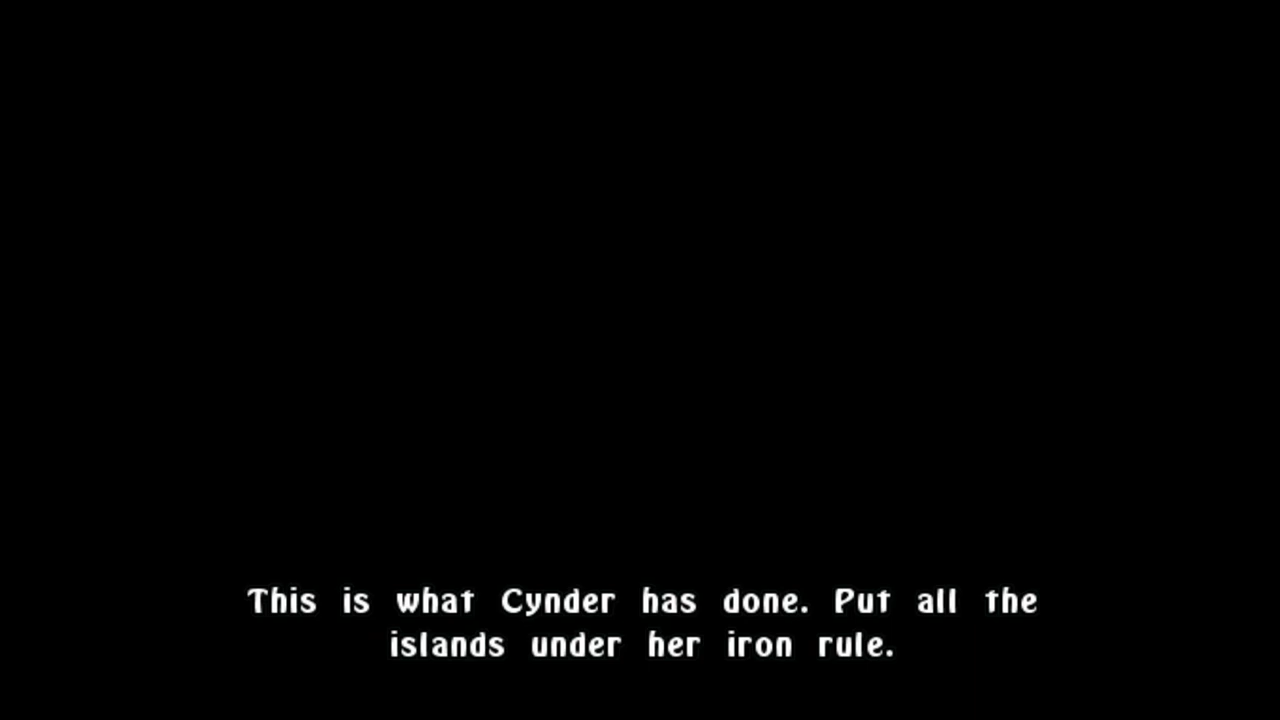 This is what Cynder has done. Put all the
islands under her iron rule.